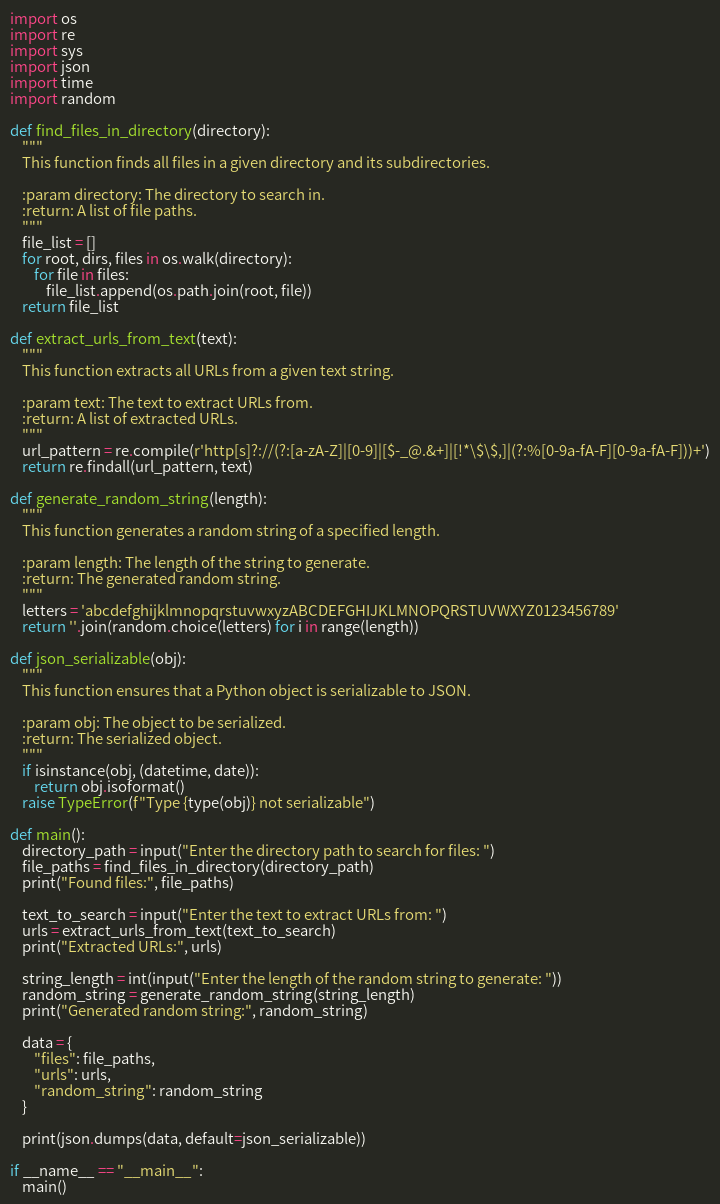 import os
import re
import sys
import json
import time
import random

def find_files_in_directory(directory):
    """
    This function finds all files in a given directory and its subdirectories.

    :param directory: The directory to search in.
    :return: A list of file paths.
    """
    file_list = []
    for root, dirs, files in os.walk(directory):
        for file in files:
            file_list.append(os.path.join(root, file))
    return file_list

def extract_urls_from_text(text):
    """
    This function extracts all URLs from a given text string.

    :param text: The text to extract URLs from.
    :return: A list of extracted URLs.
    """
    url_pattern = re.compile(r'http[s]?://(?:[a-zA-Z]|[0-9]|[$-_@.&+]|[!*\$\$,]|(?:%[0-9a-fA-F][0-9a-fA-F]))+')
    return re.findall(url_pattern, text)

def generate_random_string(length):
    """
    This function generates a random string of a specified length.

    :param length: The length of the string to generate.
    :return: The generated random string.
    """
    letters = 'abcdefghijklmnopqrstuvwxyzABCDEFGHIJKLMNOPQRSTUVWXYZ0123456789'
    return ''.join(random.choice(letters) for i in range(length))

def json_serializable(obj):
    """
    This function ensures that a Python object is serializable to JSON.

    :param obj: The object to be serialized.
    :return: The serialized object.
    """
    if isinstance(obj, (datetime, date)):
        return obj.isoformat()
    raise TypeError(f"Type {type(obj)} not serializable")

def main():
    directory_path = input("Enter the directory path to search for files: ")
    file_paths = find_files_in_directory(directory_path)
    print("Found files:", file_paths)

    text_to_search = input("Enter the text to extract URLs from: ")
    urls = extract_urls_from_text(text_to_search)
    print("Extracted URLs:", urls)

    string_length = int(input("Enter the length of the random string to generate: "))
    random_string = generate_random_string(string_length)
    print("Generated random string:", random_string)

    data = {
        "files": file_paths,
        "urls": urls,
        "random_string": random_string
    }

    print(json.dumps(data, default=json_serializable))

if __name__ == "__main__":
    main()